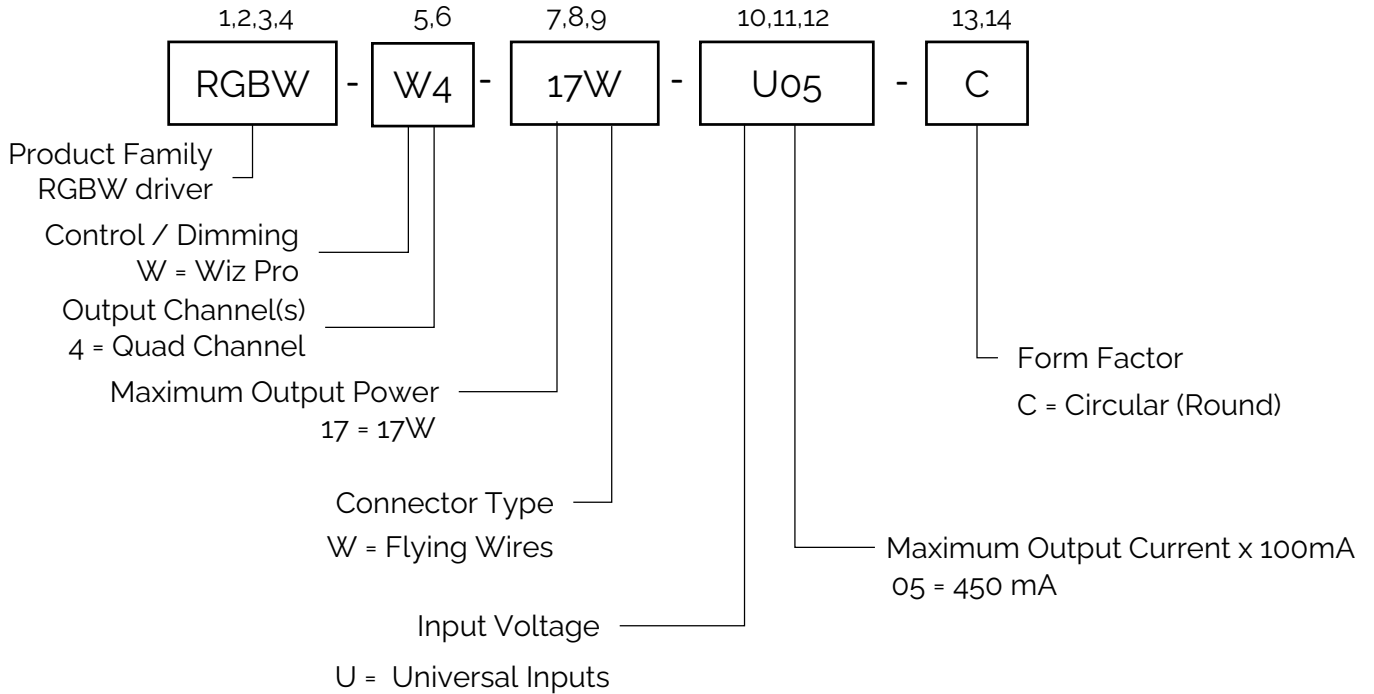 1,2,3,4 5,6 7,8,9 10,11,12 13,14
RGBW - W4 - 17W - U05 - C
Product Family
RGBW driver
Control / Dimming
W = Wiz Pro
Output Channel(s)
4 = Quad Channel
Maximum Output Power
17 = 17W
Form Factor
C = Circular (Round)
Connector Type
W = Flying Wires
Maximum Output Current x 100mA
05 = 450 mA
Input Voltage
U = Universal Inputs